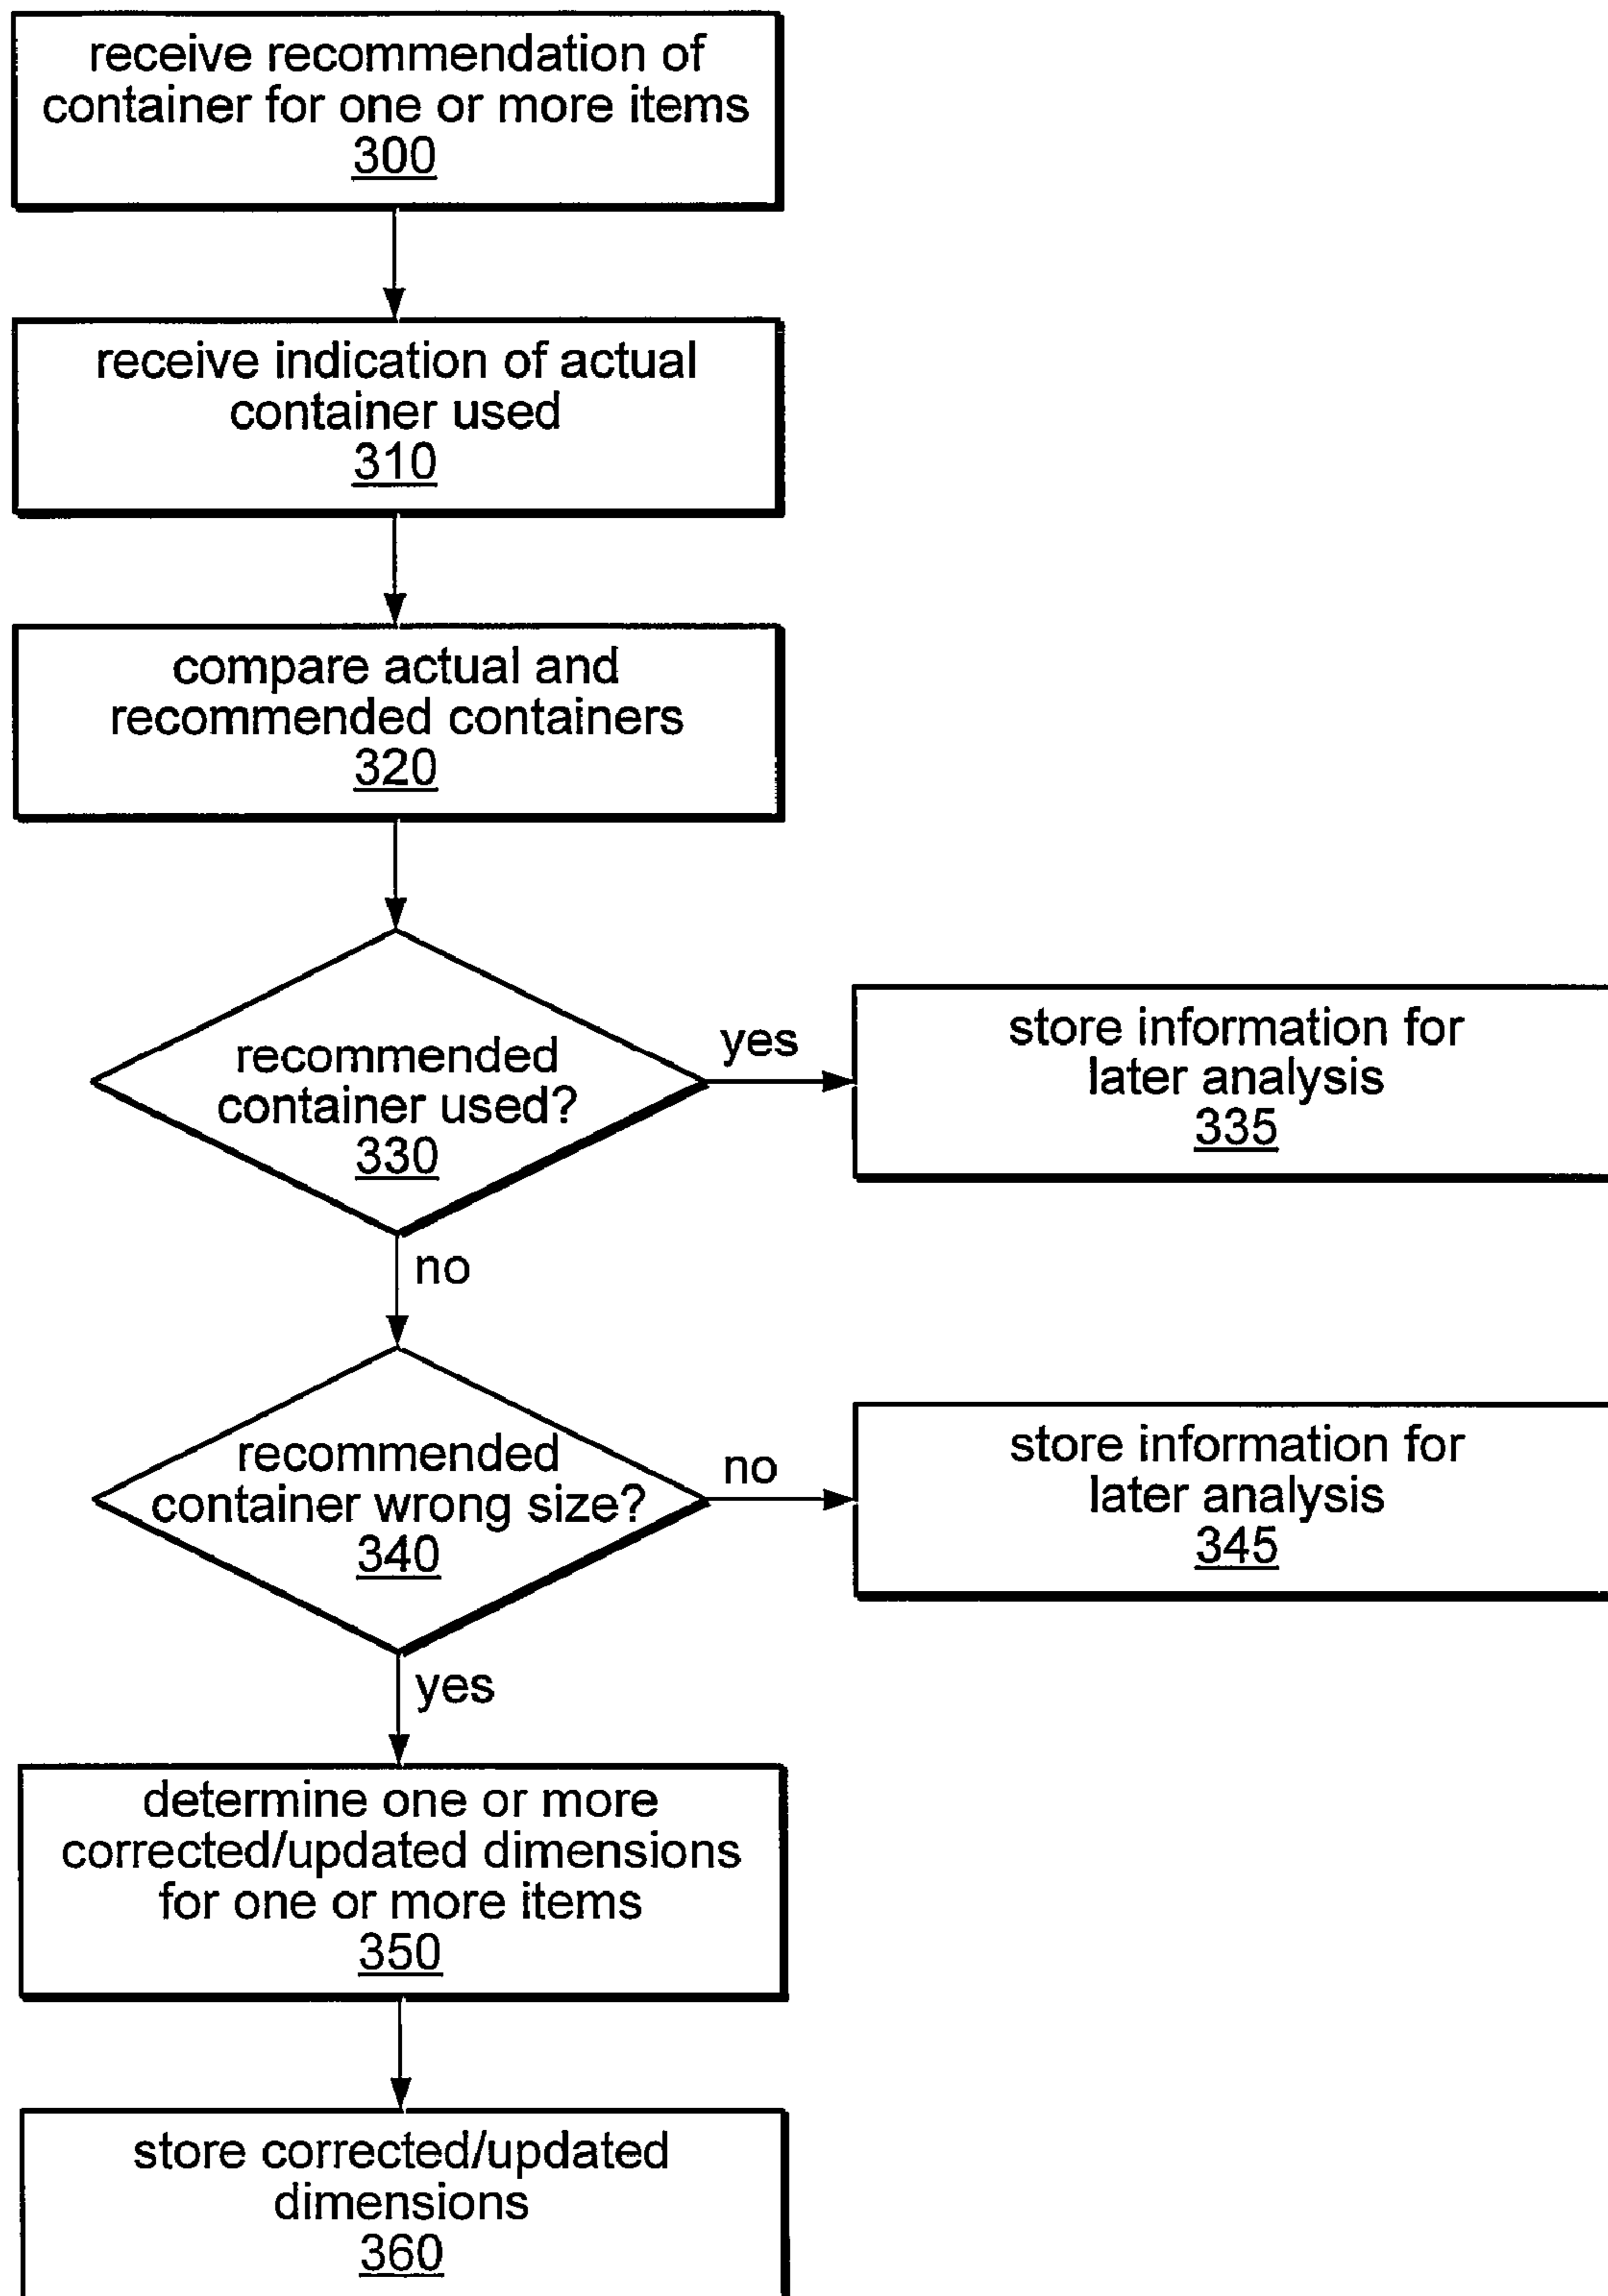 receive recommendation of
container for one or more items
300
receive indication of actual
container used
310
compare actual and
recommended containers
320
recommended
container used?
330
yes
store information for
later analysis
335
no
recommended
container wrong size?
340
no
store information for
later analysis
345
yes
determine one or more
corrected/updated dimensions
for one or more items
350
store corrected/updated
dimensions
360